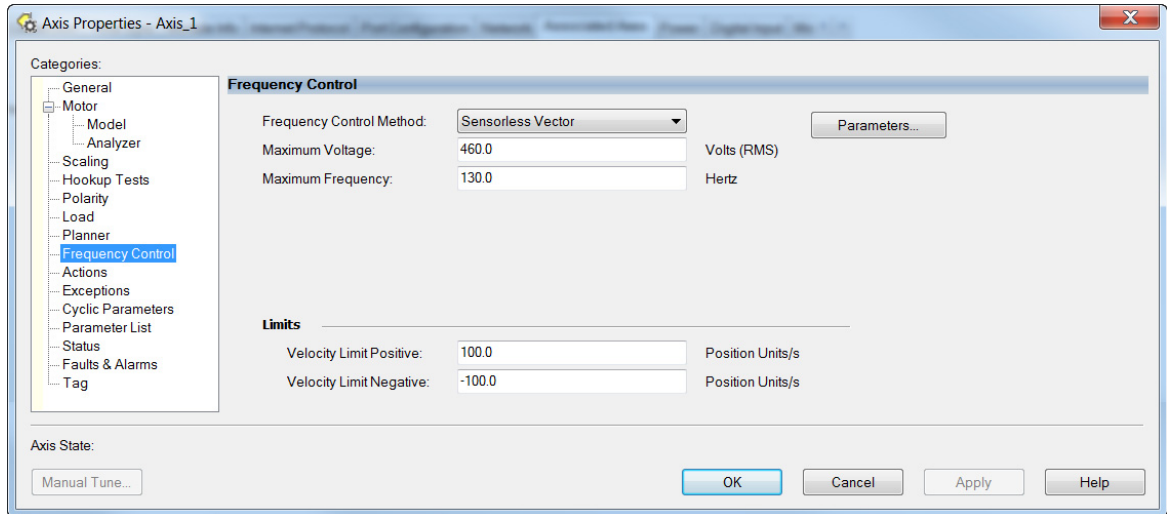 Axis Properties - Axis_1
X
Categories:
General
Motor
Model
Analyzer
Scaling
Hookup Tests
Polarity
Load
Planner
Frequency Control
Actions
Exceptions
Cyclic Parameters
Parameter List
Status
Faults & Alarms
Tag
Frequency Control
Frequency Control Method: Sensorless Vector Parameters...
Maximum Voltage: 460.0 Volts (RMS)
Maximum Frequency: 130.0 Hertz
Limits
Velocity Limit Positive: 100.0 Position Units/s
Velocity Limit Negative: -100.0 Position Units/s
Axis State:
Manual Tune... OK Cancel Apply Help